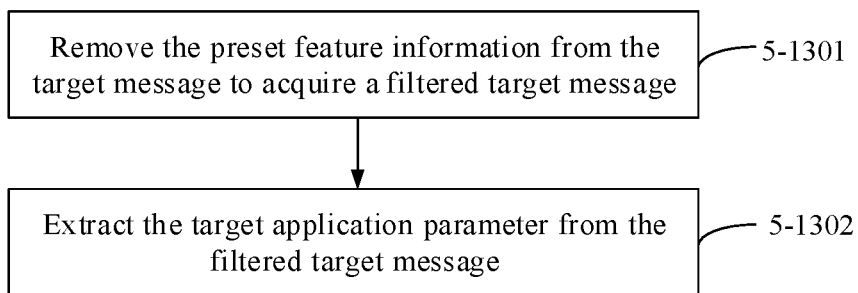 Remove the preset feature information from the
target message to acquire a filtered target message
5-1301
Extract the target application parameter from the
filtered target message
5-1302